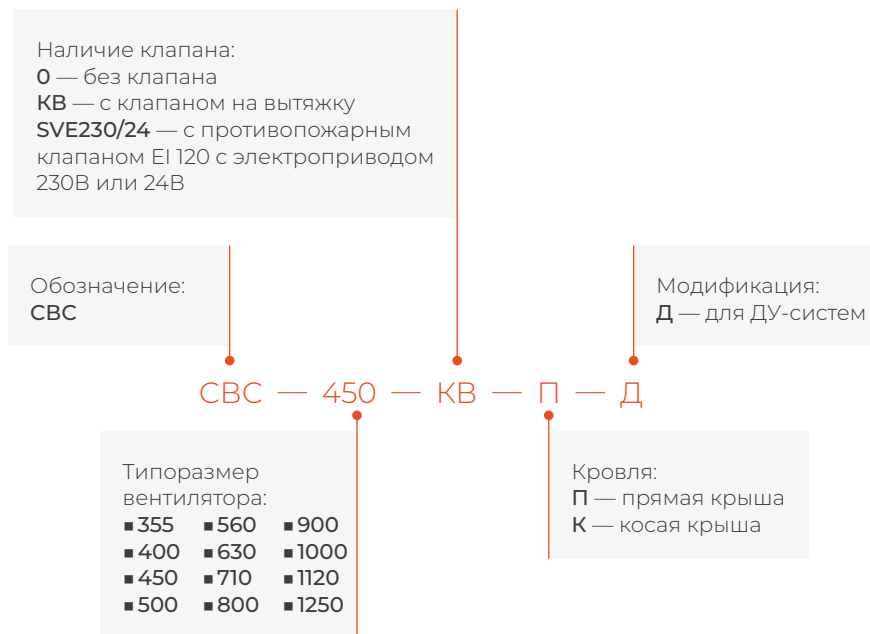 Наличие клапана:
0 — без клапана
КВ — с клапаном на вытяжку
SVE230/24 — с противопожарным
клапаном EI 120 с электроприводом
230В или 24В
Обозначение:
СВС
Модификация:
Д — для ДУ-систем
СВС — 450 — КВ — П — Д
Типоразмер
вентилятора:
▪ 355 ▪ 560 ▪ 900
▪ 400 ▪ 630 ▪ 1000
▪ 450 ▪ 710 ▪ 1120
▪ 500 ▪ 800 ▪ 1250
Кровля:
П — прямая крыша
К — косая крыша